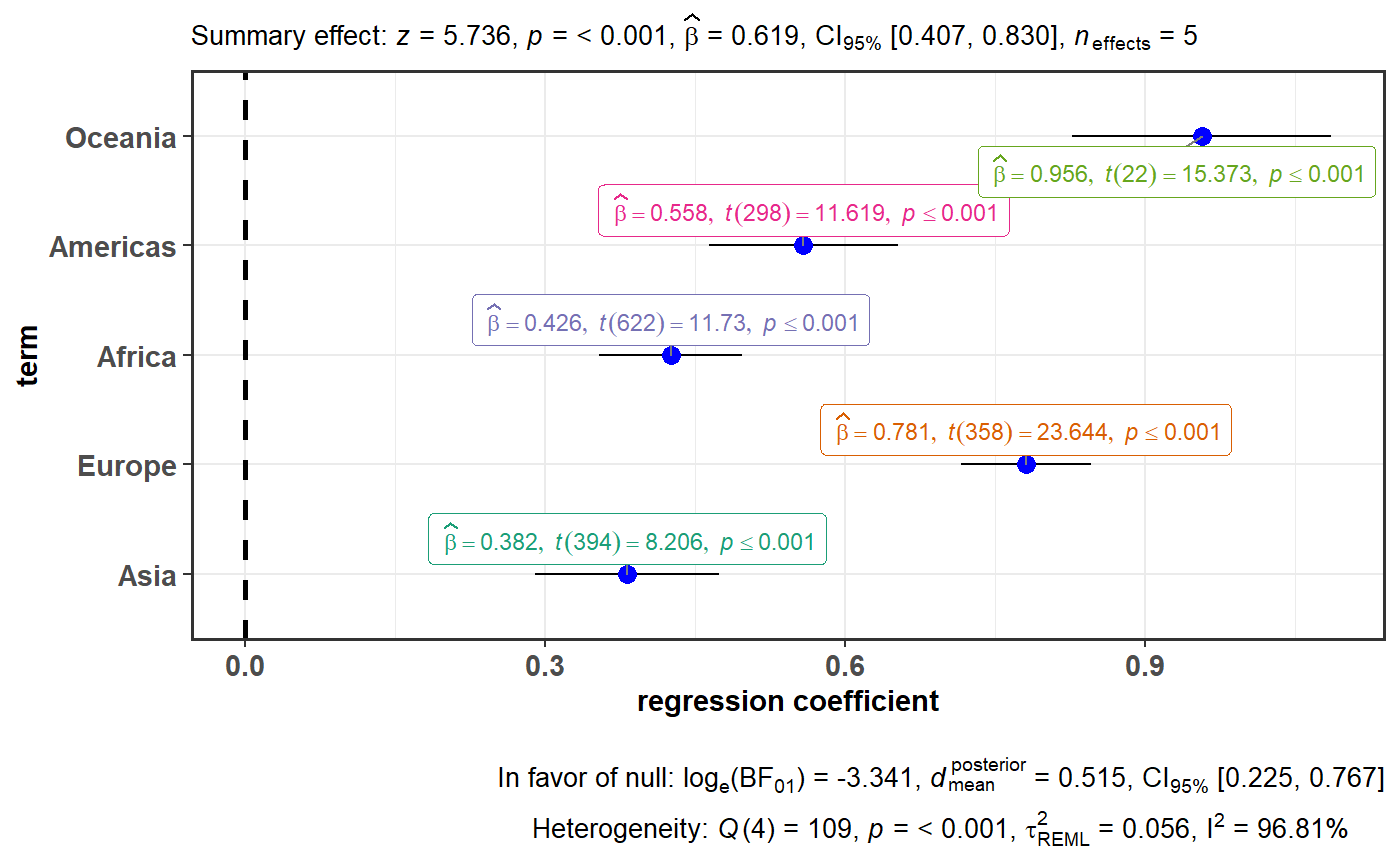 Summary effect: z = 5.736, p = < 0.001, β̂ = 0.619, CI95% [0.407, 0.830], neffects = 5
Oceania
β̂ = 0.956, t(22) = 15.373, p ≤ 0.001
β̂ = 0.558, t(298) = 11.619, p ≤ 0.001
Americas
β̂ = 0.426, t(622) = 11.73, p ≤ 0.001
Africa
term
β̂ = 0.781, t(358) = 23.644, p ≤ 0.001
Europe
β̂ = 0.382, t(394) = 8.206, p ≤ 0.001
Asia
0.0 0.3 0.6 0.9
regression coefficient
In favor of null: loge(BF01) = -3.341, d posterior mean = 0.515, CI95% [0.225, 0.767]
Heterogeneity: Q(4) = 109, p = < 0.001, τ²REML = 0.056, I² = 96.81%